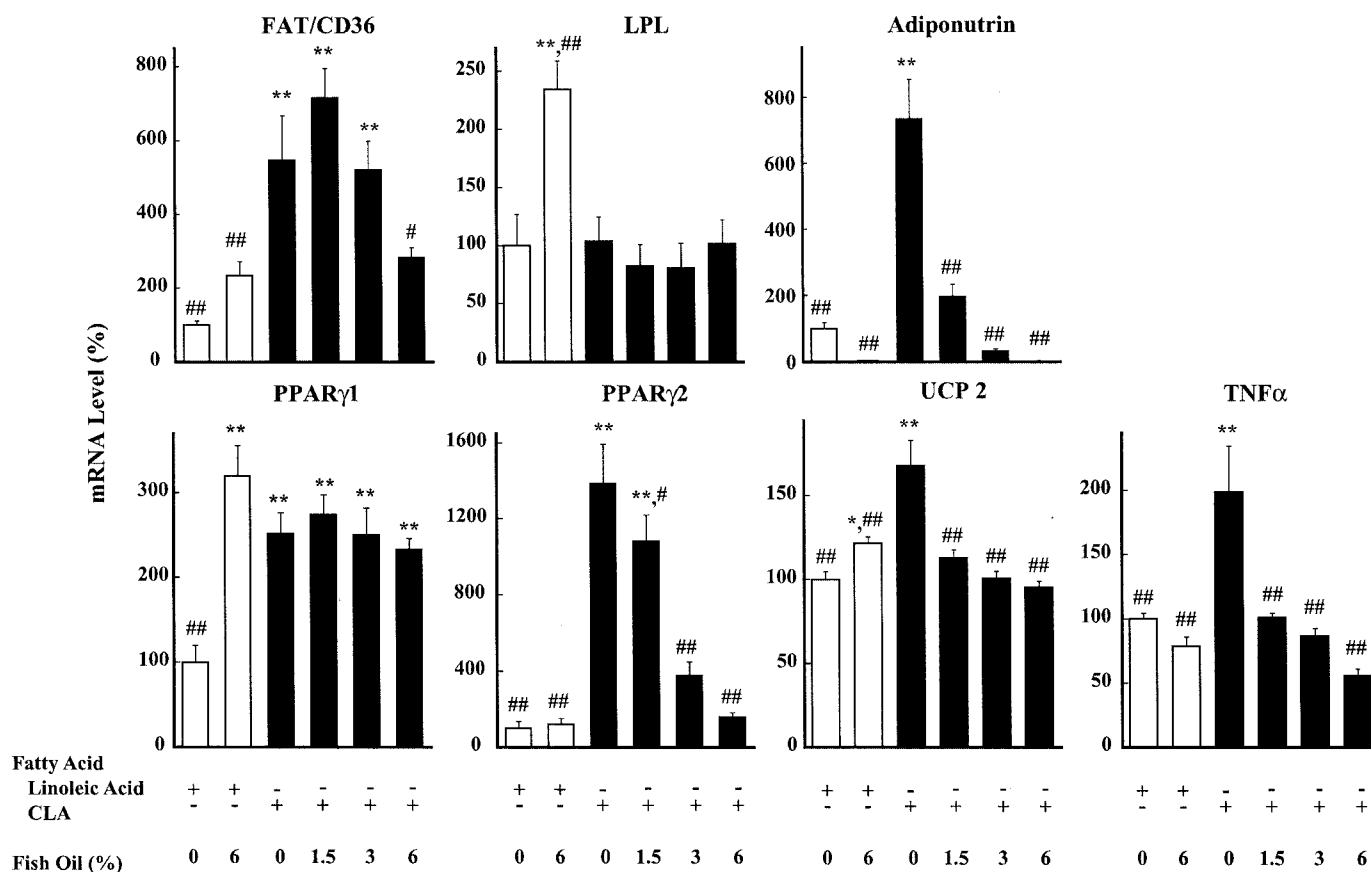 FAT/CD36
LPL
Adiponutrin
mRNA Level (%)
800
600
400
200
0
## ## ** ** ** #
250
200
150
100
50
0
**,##
800
600
400
200
0
## ## ** ## ## ##
PPARγ1
PPARγ2
UCP 2
TNFα
300
200
100
0
## ** ** ** ** **
1600
1200
800
400
0
## ## ** **,# ## ##
150
100
50
0
## *,## ** ## ## ##
200
150
100
50
0
## ## ** ## ## ##
Fatty Acid
Linoleic Acid + + - - - - + + - - - - + + - - - - + + - - - -
CLA - - + + + + - - + + + + - - + + + + - - + + + +
Fish Oil (%) 0 6 0 1.5 3 6 0 6 0 1.5 3 6 0 6 0 1.5 3 6 0 6 0 1.5 3 6